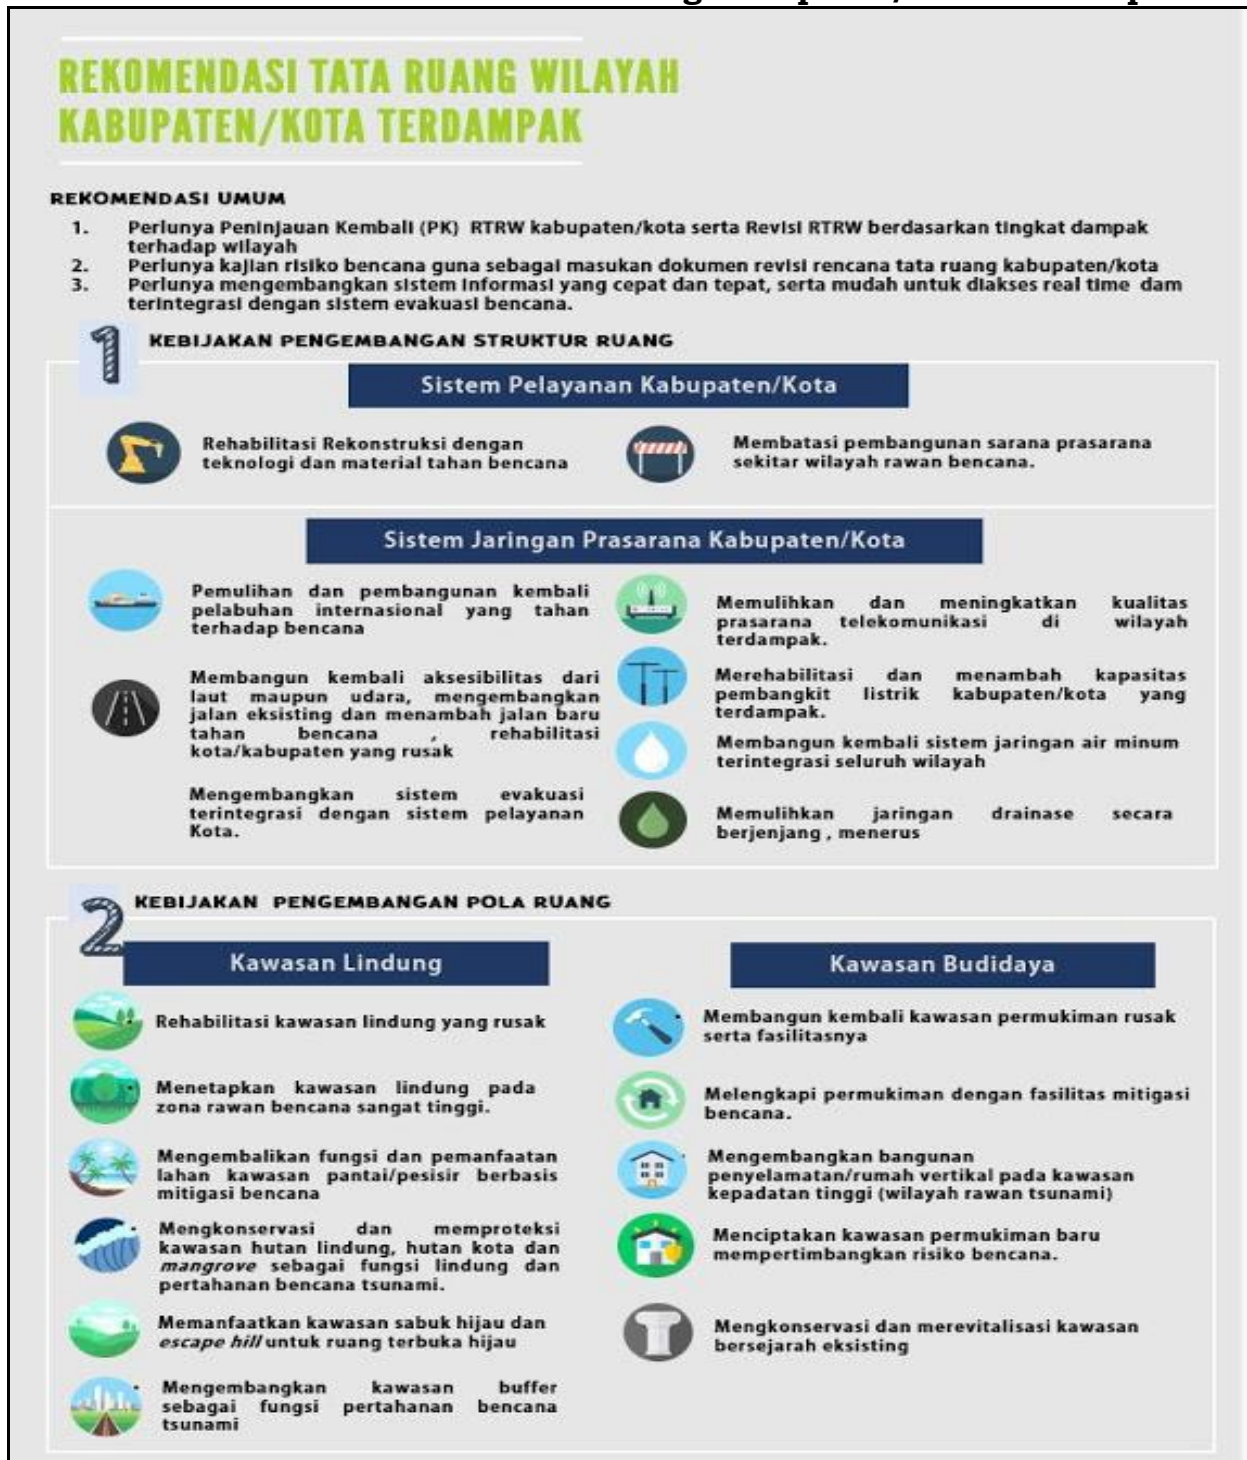 REKOMENDASI TATA RUANG WILAYAH
KABUPATEN/KOTA TERDAMPAK
REKOMENDASI UMUM
1. Perlunya Peninjauan Kembali (PK) RTRW kabupaten/kota serta Revisi RTRW berdasarkan tingkat dampak
terhadap wilayah
2. Perlunya kajian risiko bencana guna sebagai masukan dokumen revisi rencana tata ruang kabupaten/kota
3. Perlunya mengembangkan sistem informasi yang cepat dan tepat, serta mudah untuk diakses real time dam
terintegrasi dengan sistem evakuasi bencana.
1 KEBIJAKAN PENGEMBANGAN STRUKTUR RUANG
Sistem Pelayanan Kabupaten/Kota
Rehabilitasi Rekonstruksi dengan
teknologi dan material tahan bencana
Membatasi pembangunan sarana prasarana
sekitar wilayah rawan bencana.
Sistem Jaringan Prasarana Kabupaten/Kota
Pemulihan dan pembangunan kembali
pelabuhan internasional yang tahan
terhadap bencana
Membangun kembali aksesibilitas dari
laut maupun udara, mengembangkan
jalan eksisting dan menambah jalan baru
tahan bencana , rehabilitasi
kota/kabupaten yang rusak
Mengembangkan sistem evakuasi
terintegrasi dengan sistem pelayanan
Kota.
Memulihkan dan meningkatkan kualitas
prasarana telekomunikasi di wilayah
terdampak.
Merehabilitasi dan menambah kapasitas
pembangkit listrik kabupaten/kota yang
terdampak.
Membangun kembali sistem jaringan air minum
terintegrasi seluruh wilayah
Memulihkan jaringan drainase secara
berjenjang , menerus
2 KEBIJAKAN PENGEMBANGAN POLA RUANG
Kawasan Lindung
Rehabilitasi kawasan lindung yang rusak
Menetapkan kawasan lindung pada
zona rawan bencana sangat tinggi.
Mengembalikan fungsi dan pemanfaatan
lahan kawasan pantai/pesisir berbasis
mitigasi bencana
Mengkonservasi dan memproteksi
kawasan hutan lindung, hutan kota dan
mangrove sebagai fungsi lindung dan
pertahanan bencana tsunami.
Memanfaatkan kawasan sabuk hijau dan
escape hill untuk ruang terbuka hijau
Mengembangkan kawasan buffer
sebagai fungsi pertahanan bencana
tsunami
Kawasan Budidaya
Membangun kembali kawasan permukiman rusak
serta fasilitasnya
Melengkapi permukiman dengan fasilitas mitigasi
bencana.
Mengembangkan bangunan
penyelamatan/rumah vertikal pada kawasan
kepadatan tinggi (wilayah rawan tsunami)
Menciptakan kawasan permukiman baru
mempertimbangkan risiko bencana.
Mengkonservasi dan merevitalisasi kawasan
bersejarah eksisting